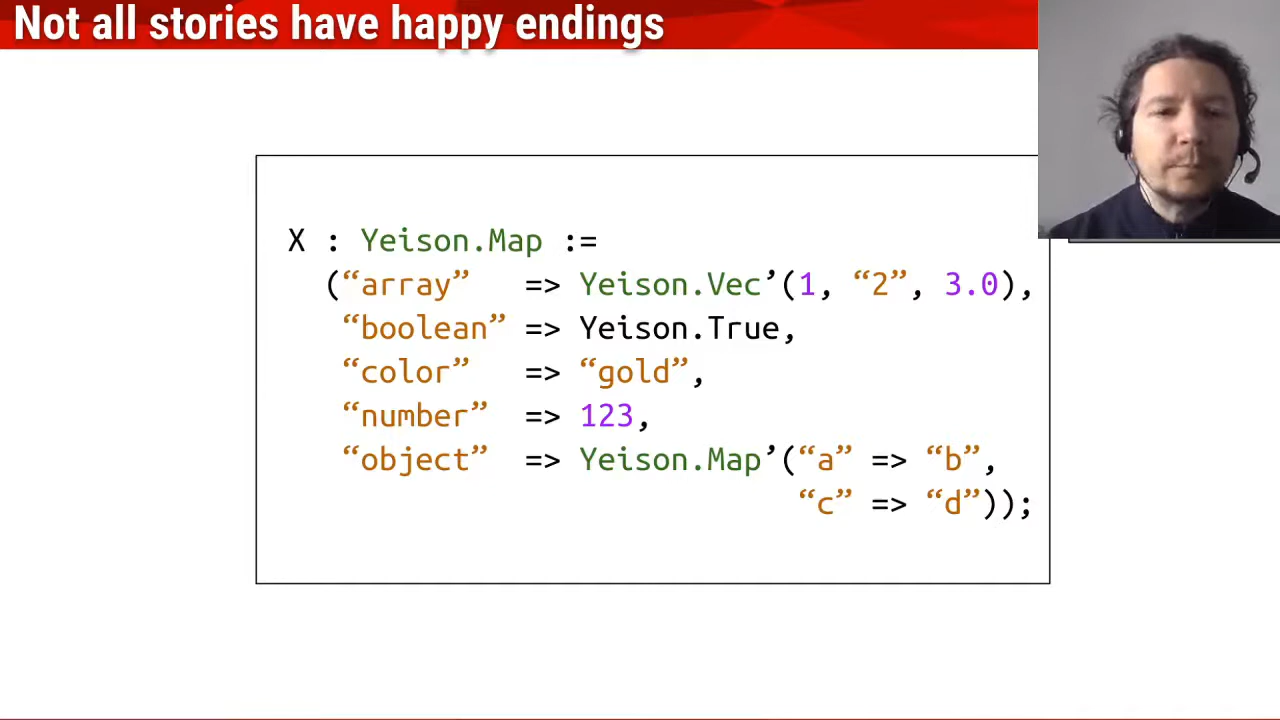 Not all stories have happy endings
X : Yeison.Map :=
(“array” => Yeison.Vec’(1, “2”, 3.0),
“boolean” => Yeison.True,
“color” => “gold”,
“number” => 123,
“object” => Yeison.Map’(“a” => “b”,
“c” => “d”));